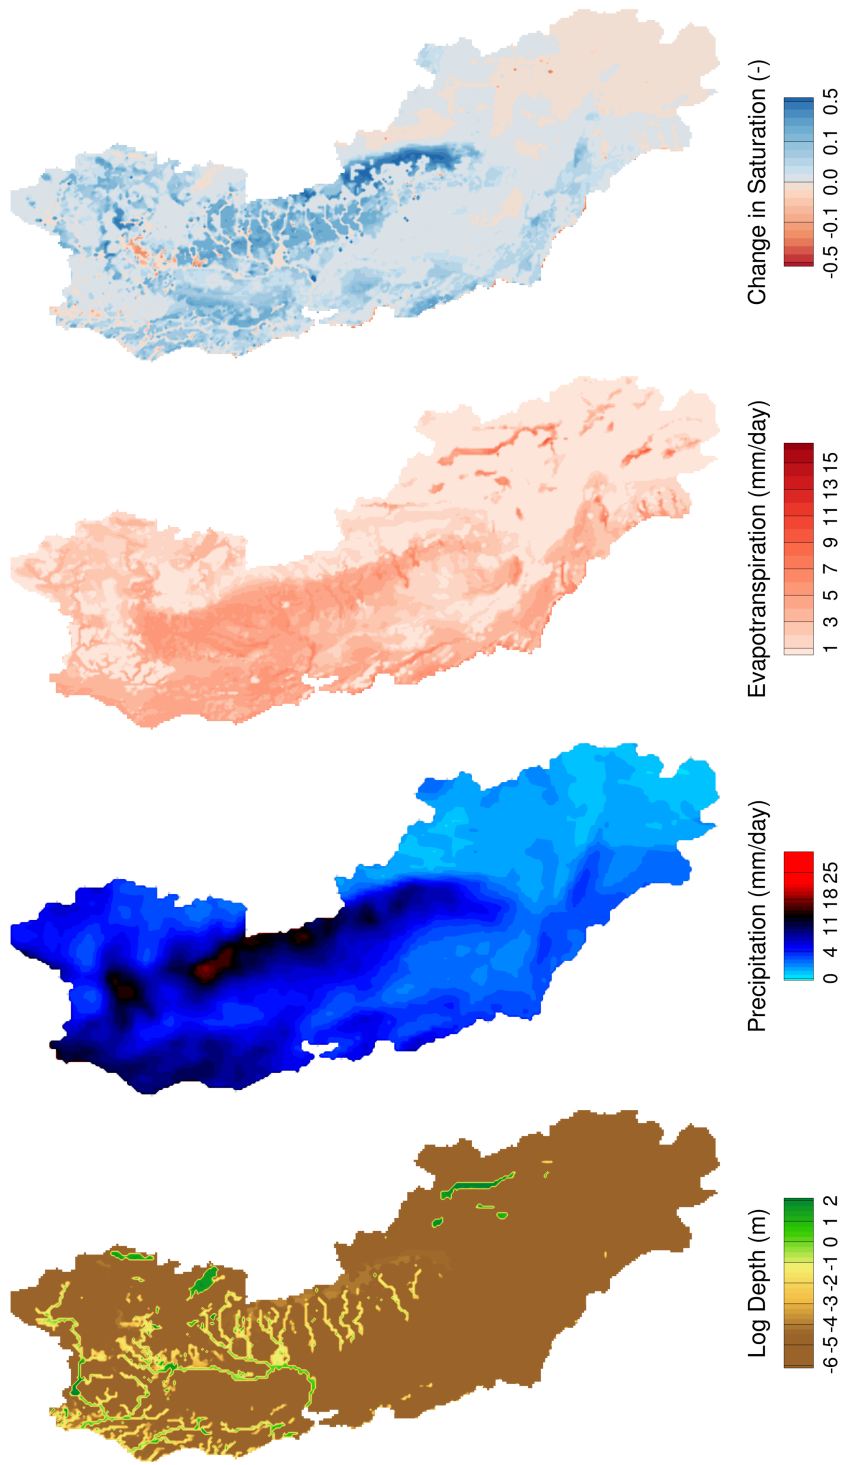 Log Depth (m)
-6 -5 -4 -3 -2 -1 0 1 2
Precipitation (mm/day)
0 4 11 18 25
Evapotranspiration (mm/day)
1 3 5 7 9 11 13 15
Change in Saturation (-)
-0.5 -0.1 0.0 0.1 0.5